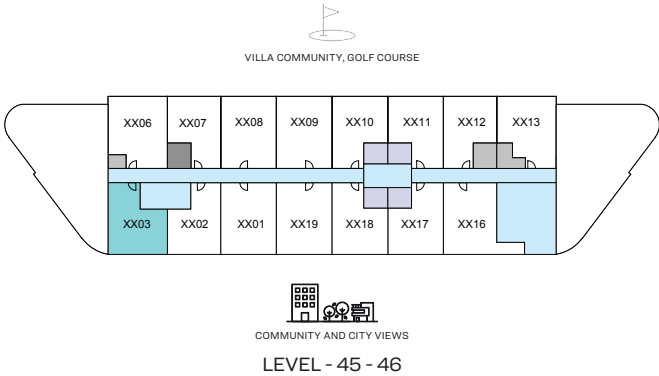 VILLA COMMUNITY, GOLF COURSE
XX06 XX07 XX08 XX09 XX10 XX11 XX12 XX13
XX03 XX02 XX01 XX19 XX18 XX17 XX16
COMMUNITY AND CITY VIEWS
LEVEL - 45 - 46